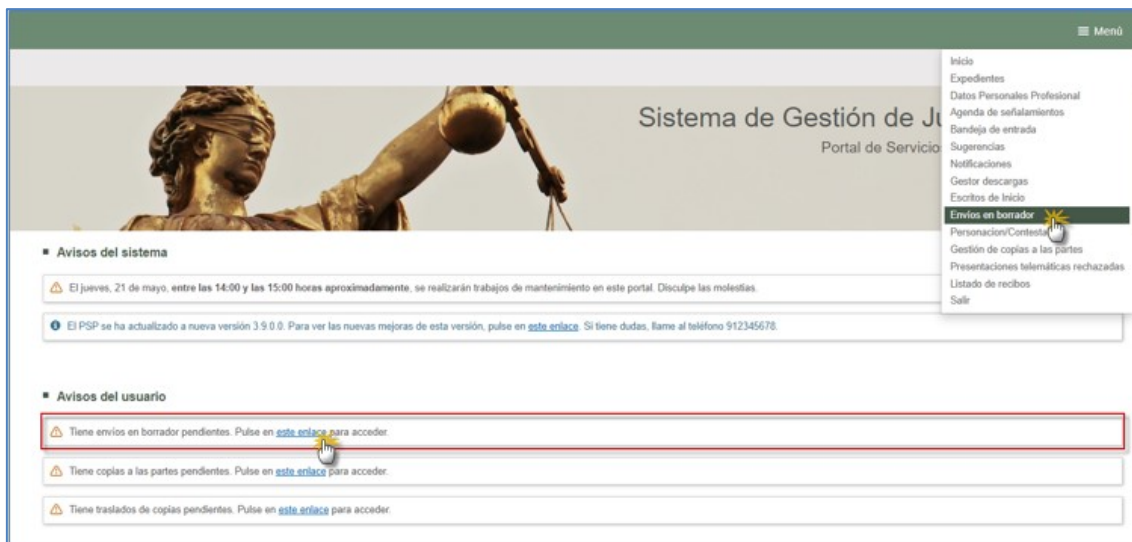 ≡ Menú
Inicio
Expedientes
Datos Personales Profesional
Agenda de señalamientos
Bandeja de entrada
Sugerencias
Notificaciones
Gestor descargas
Escritos de Inicio
Envíos en borrador
Personacion/Contesta
Gestión de copias a las partes
Presentaciones telemáticas rechazadas
Listado de recibos
Salir
Sistema de Gestión de Ju
Portal de Servicio
Avisos del sistema
El jueves, 21 de mayo, entre las 14:00 y las 15:00 horas aproximadamente, se realizarán trabajos de mantenimiento en este portal. Disculpe las molestias.
El PSP se ha actualizado a nueva versión 3.9.0.0. Para ver las nuevas mejoras de esta versión, pulse en este enlace. Si tiene dudas, llame al teléfono 912345678.
Avisos del usuario
Tiene envíos en borrador pendientes. Pulse en este enlace para acceder.
Tiene copias a las partes pendientes. Pulse en este enlace para acceder.
Tiene traslados de copias pendientes. Pulse en este enlace para acceder.